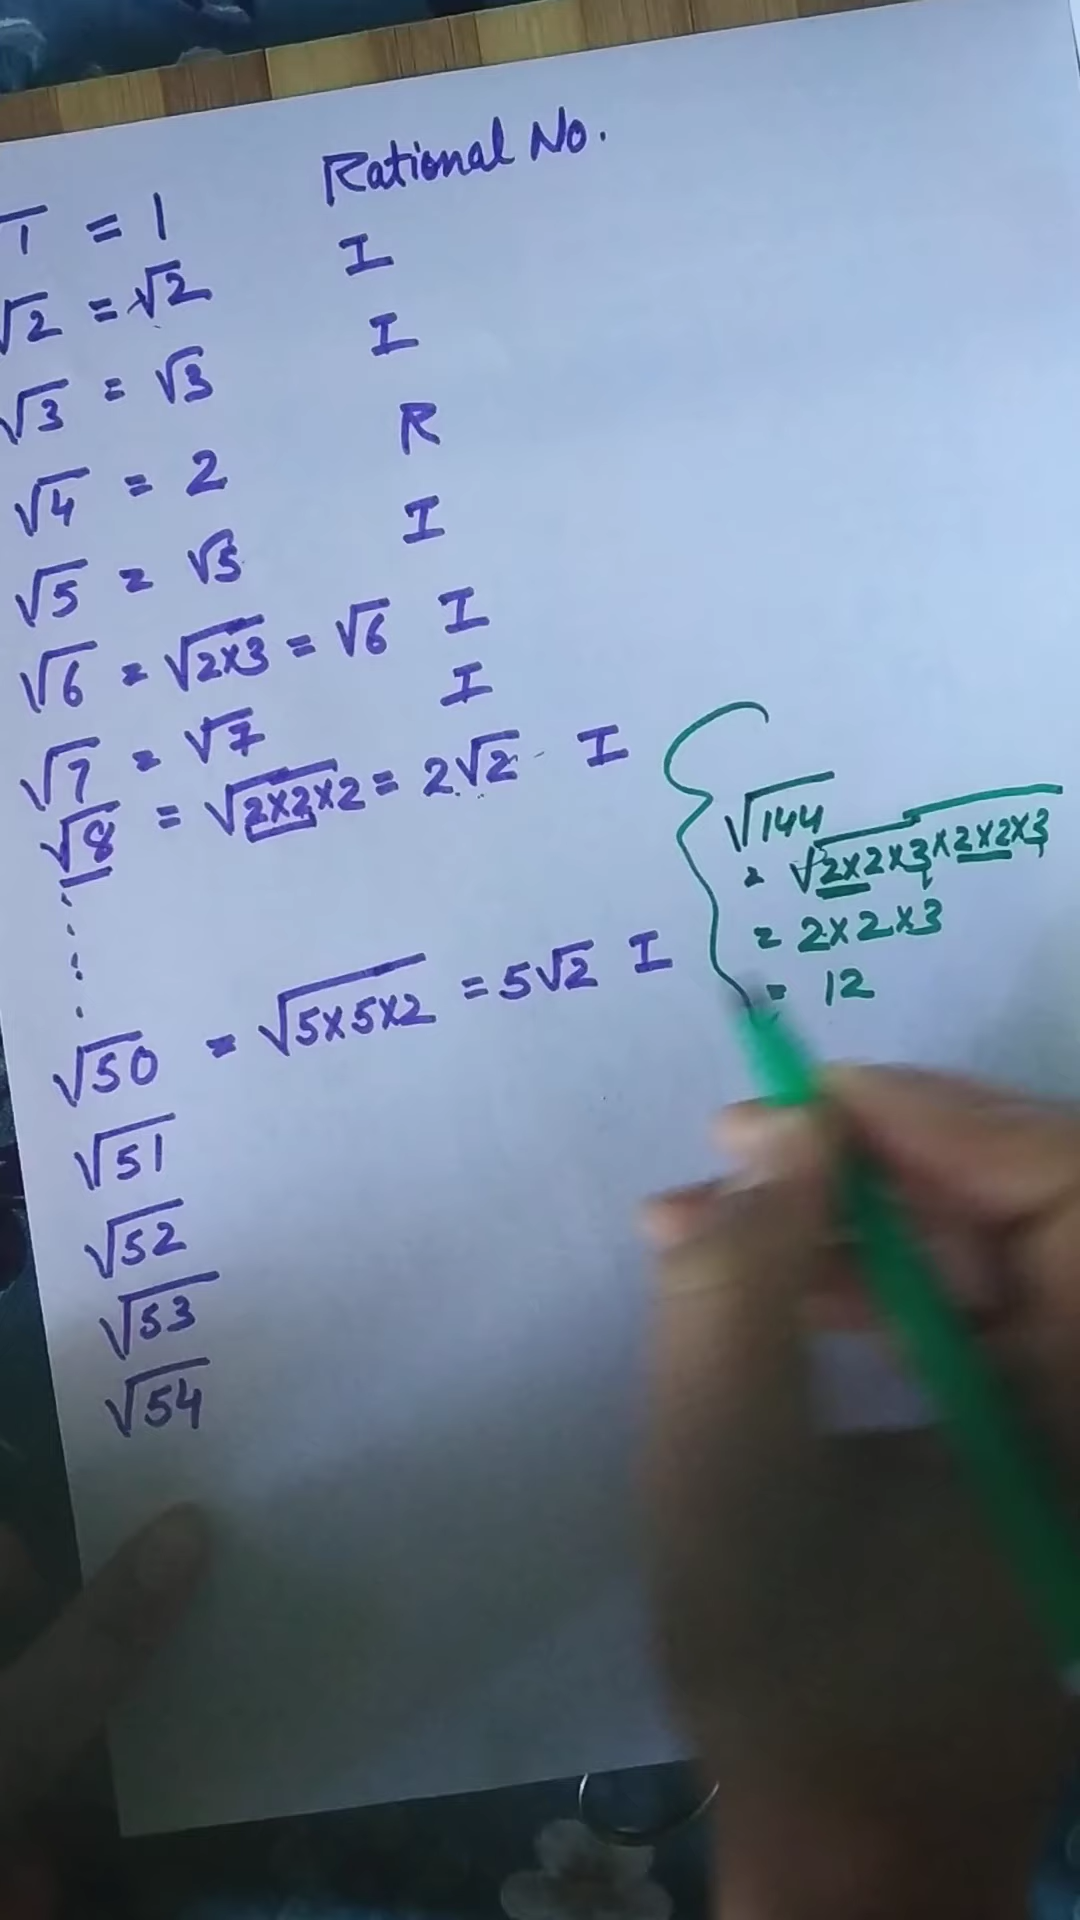 √1 = 1 Rational No.
√2 = √2 I
√3 = √3 I
√4 = 2 R
√5 = √5 I
√6 = √2×3 = √6 I
√7 = √7 I
√8 = √2×2×2 = 2√2 I
√50 = √5×5×2 = 5√2 I
√51
√52
√53
√54
√144
= √2×2×3×2×2×3
= 2×2×3
= 12